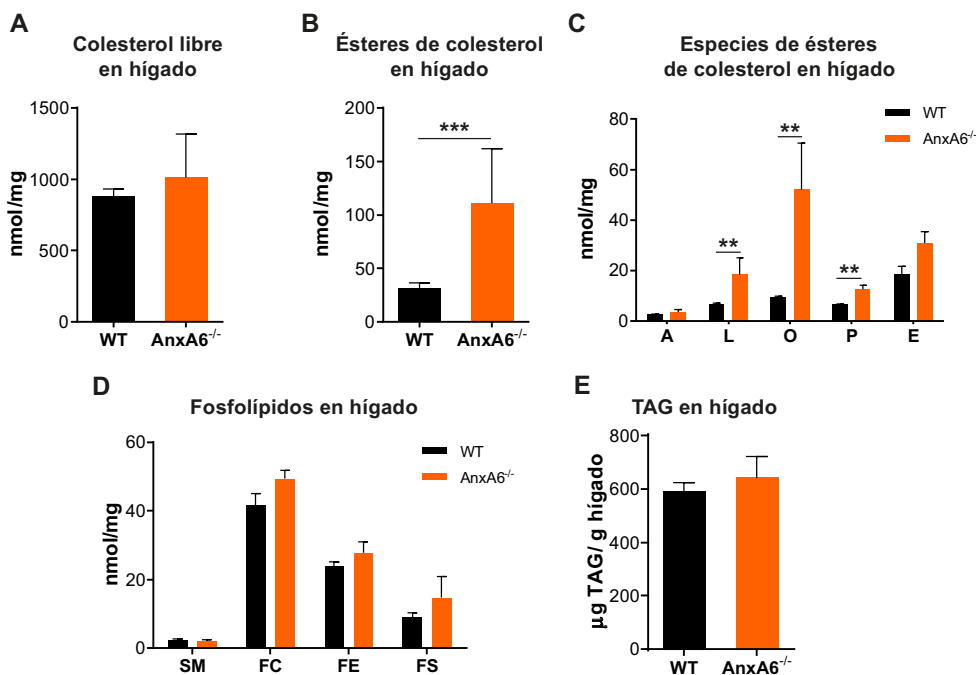 A
Colesterol libre
en hígado
nmol/mg
1500
1000
500
0
WT
AnxA6-/-
B
Ésteres de colesterol
en hígado
nmol/mg
200
150
100
50
0
***
WT
AnxA6-/-
C
Especies de ésteres
de colesterol en hígado
WT
AnxA6-/-
nmol/mg
80
60
40
20
0
**
**
**
A
L
O
P
E
D
Fosfolípidos en hígado
WT
AnxA6-/-
nmol/mg
60
40
20
0
SM
FC
FE
FS
E
TAG en hígado
µg TAG/ g hígado
800
600
400
200
0
WT
AnxA6-/-